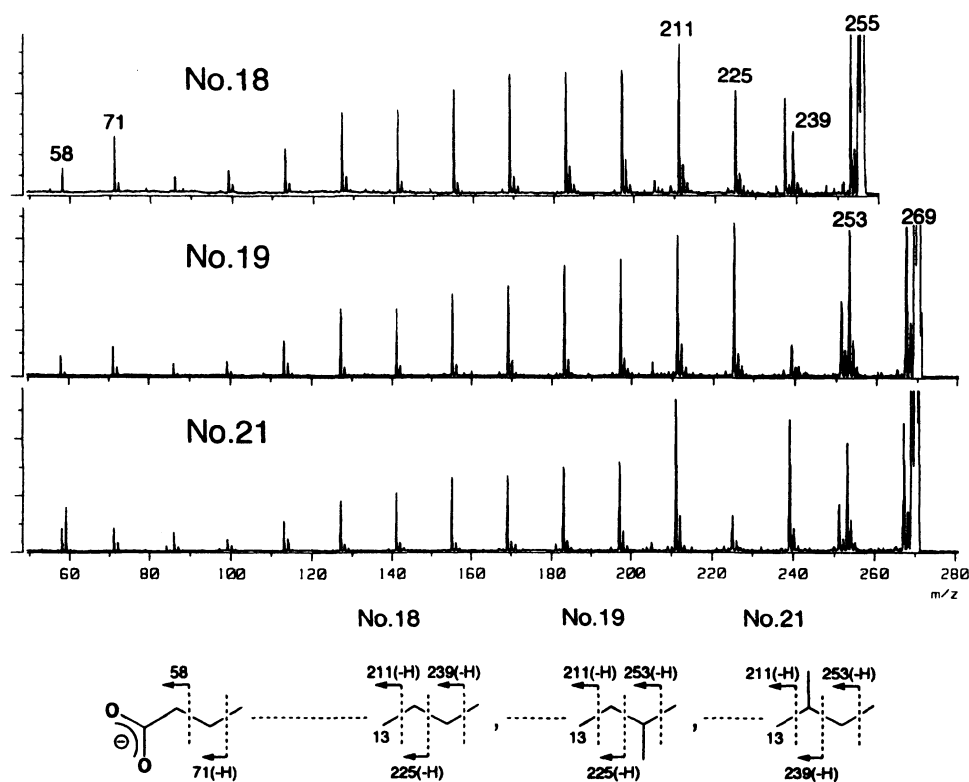 211
255
No.18
225
71
239
58
253
269
No.19
No.21
60 80 100 120 140 160 180 200 220 240 260 280
m/z
No.18 No.19 No.21
58 211(-H) 239(-H) 211(-H) 253(-H) 211(-H) 253(-H)
O
⊖
O
13 , 13 , 13
71(-H) 225(-H) 225(-H) 239(-H)